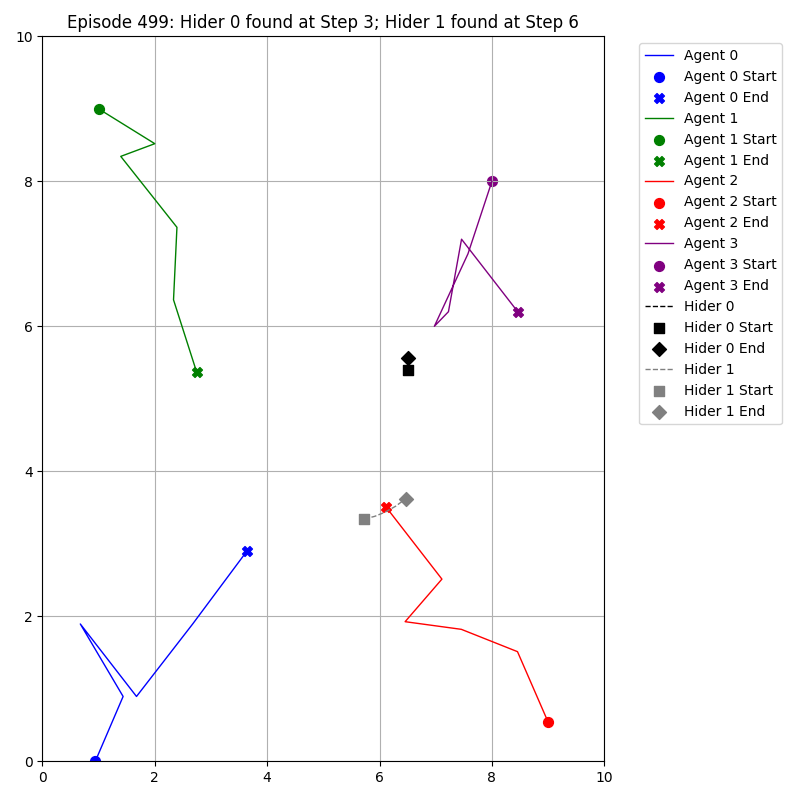 Episode 499: Hider 0 found at Step 3; Hider 1 found at Step 6
10
8
6
4
2
0
0
2
4
6
8
10
Agent 0
Agent 0 Start
Agent 0 End
Agent 1
Agent 1 Start
Agent 1 End
Agent 2
Agent 2 Start
Agent 2 End
Agent 3
Agent 3 Start
Agent 3 End
Hider 0
Hider 0 Start
Hider 0 End
Hider 1
Hider 1 Start
Hider 1 End